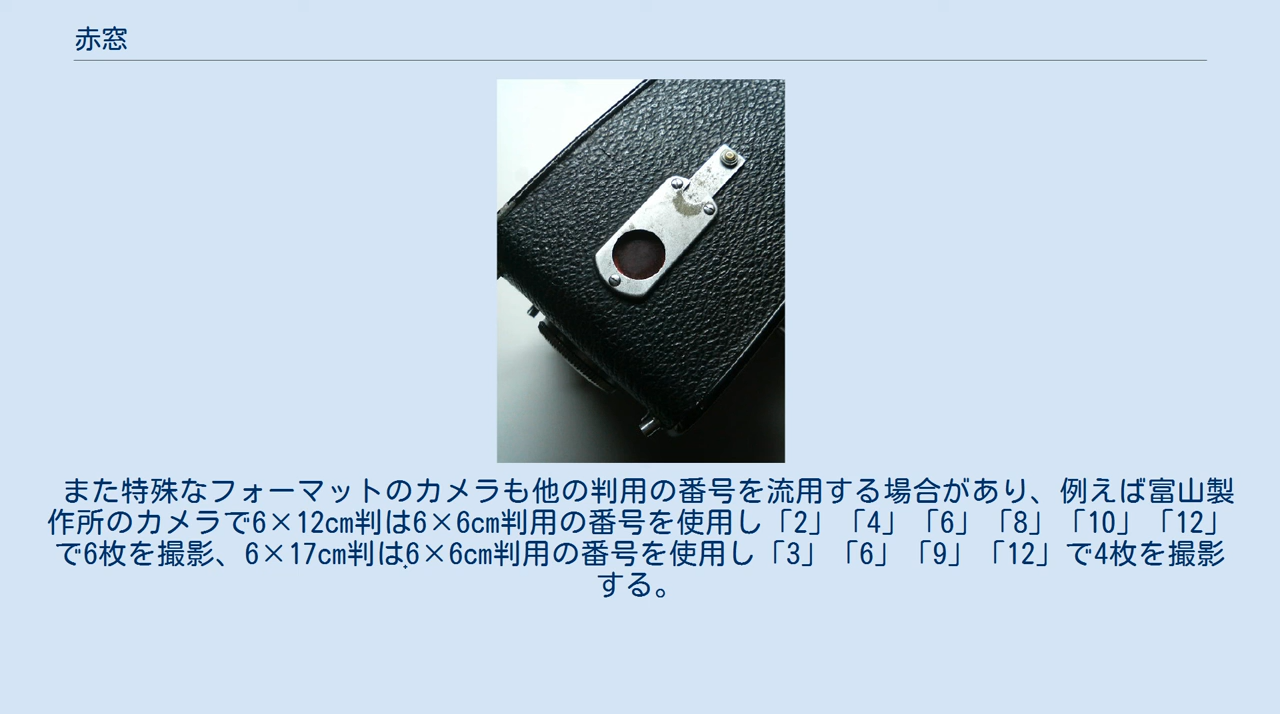 赤窓
また特殊なフォーマットのカメラも他の判用の番号を流用する場合があり、例えば富山製
作所のカメラで6×12cm判は6×6cm判用の番号を使用し「2」「4」「6」「8」「10」「12」
で6枚を撮影、6×17cm判は6×6cm判用の番号を使用し「3」「6」「9」「12」で4枚を撮影
する。